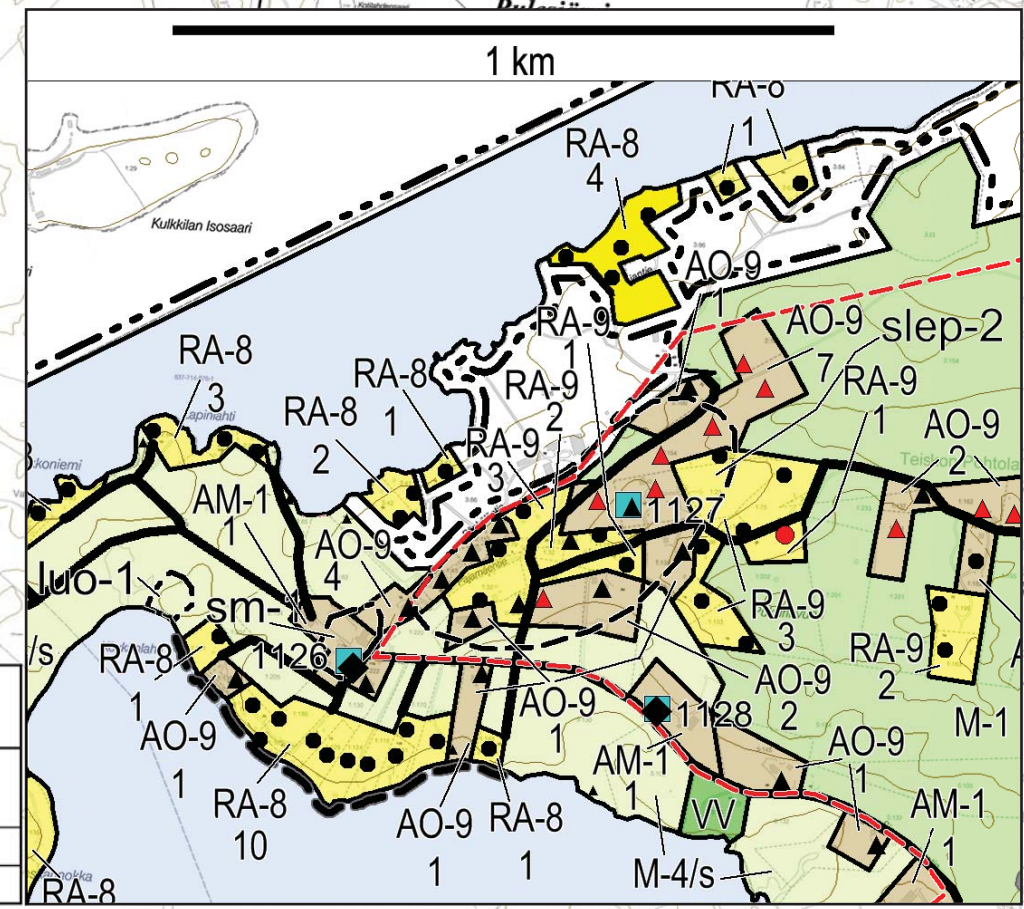 1 km
RA-8
1
RA-8
4
Kulkkilan Isosaari
AO-9
1
RA-9
1
AO-9
7
slep-2
RA-8
3
RA-8
1
RA-9
2
RA-9
1
RA-8
2
AO-9
2
RA-9
3
AM-1
1
1127
AO-9
4
luo-1
sm-1
RA-9
3
/s
RA-8
1
1126
RA-9
2
AO-9
2
AO-9
1
1128
M-1
AO-9
1
AM-1
1
AO-9
1
RA-8
10
AO-9
1
RA-8
1
VV
AM-1
1
M-4/s
RA-8